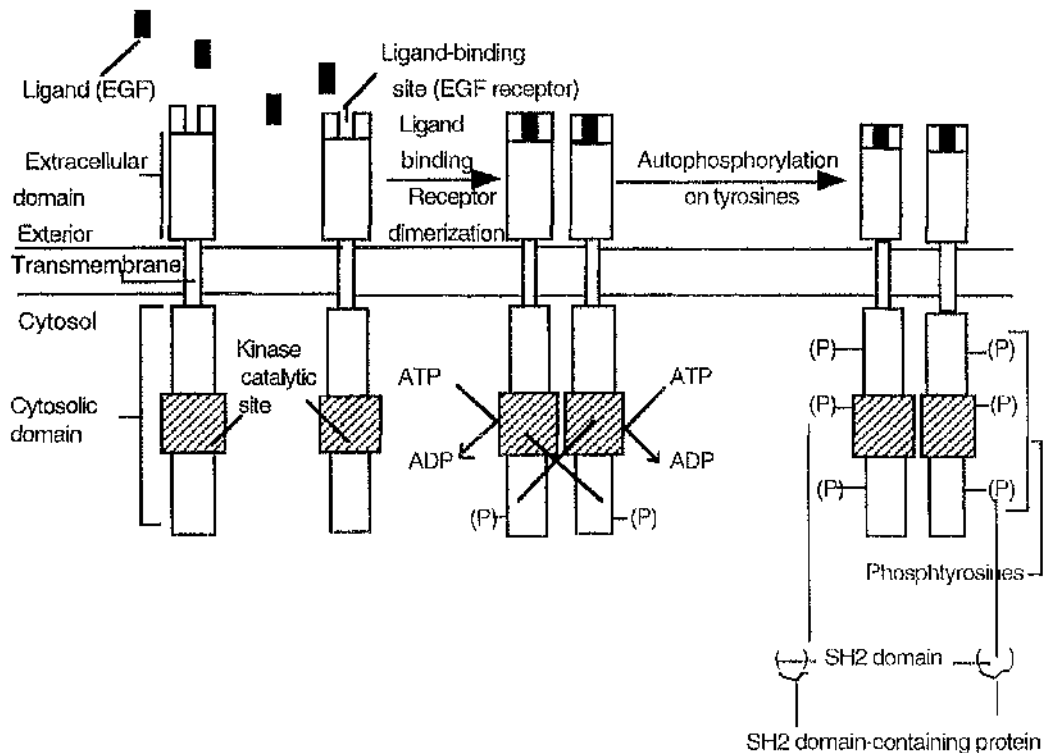 Ligand (EGF)
Ligand-binding
site (EGF receptor)
Extracellular
domain
Ligand
binding
Receptor
dimerization
Autophosphorylation
on tyrosines
Exterior
Transmembrane
Cytosol
Cytosolic
domain
Kinase
catalytic
site
ATP
ADP
ATP
ADP
(P)
(P)
(P)
(P)
(P)
(P)
(P)
(P)
Phosphtyrosines
SH2 domain
SH2 domain-containing protein